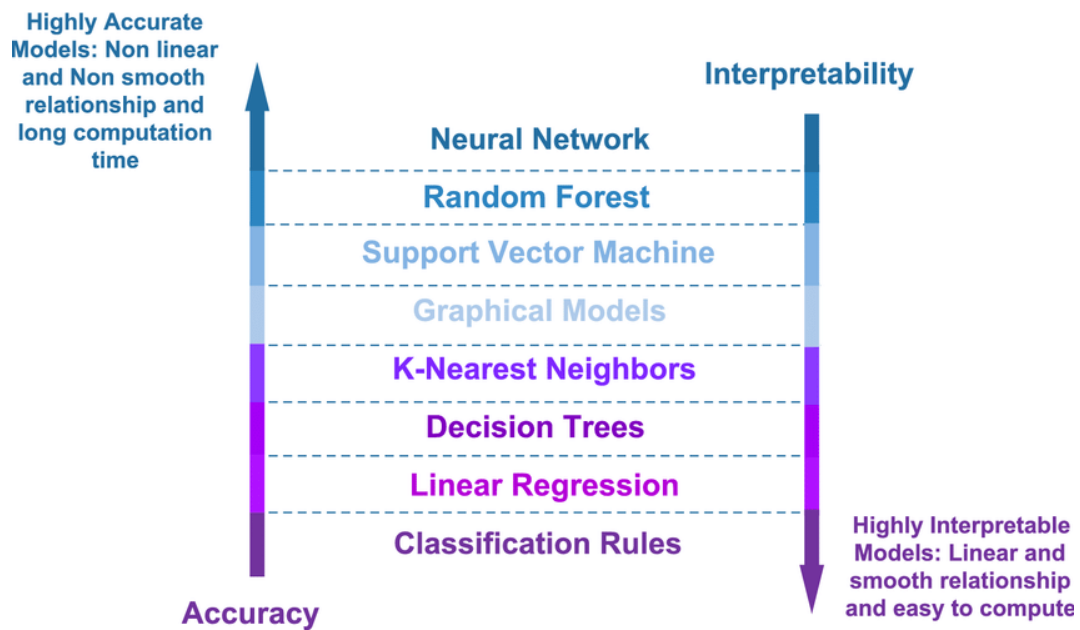 Highly Accurate
Models: Non linear
and Non smooth
relationship and
long computation
time
Interpretability
Neural Network
Random Forest
Support Vector Machine
Graphical Models
K-Nearest Neighbors
Decision Trees
Linear Regression
Classification Rules
Highly Interpretable
Models: Linear and
smooth relationship
and easy to compute
Accuracy